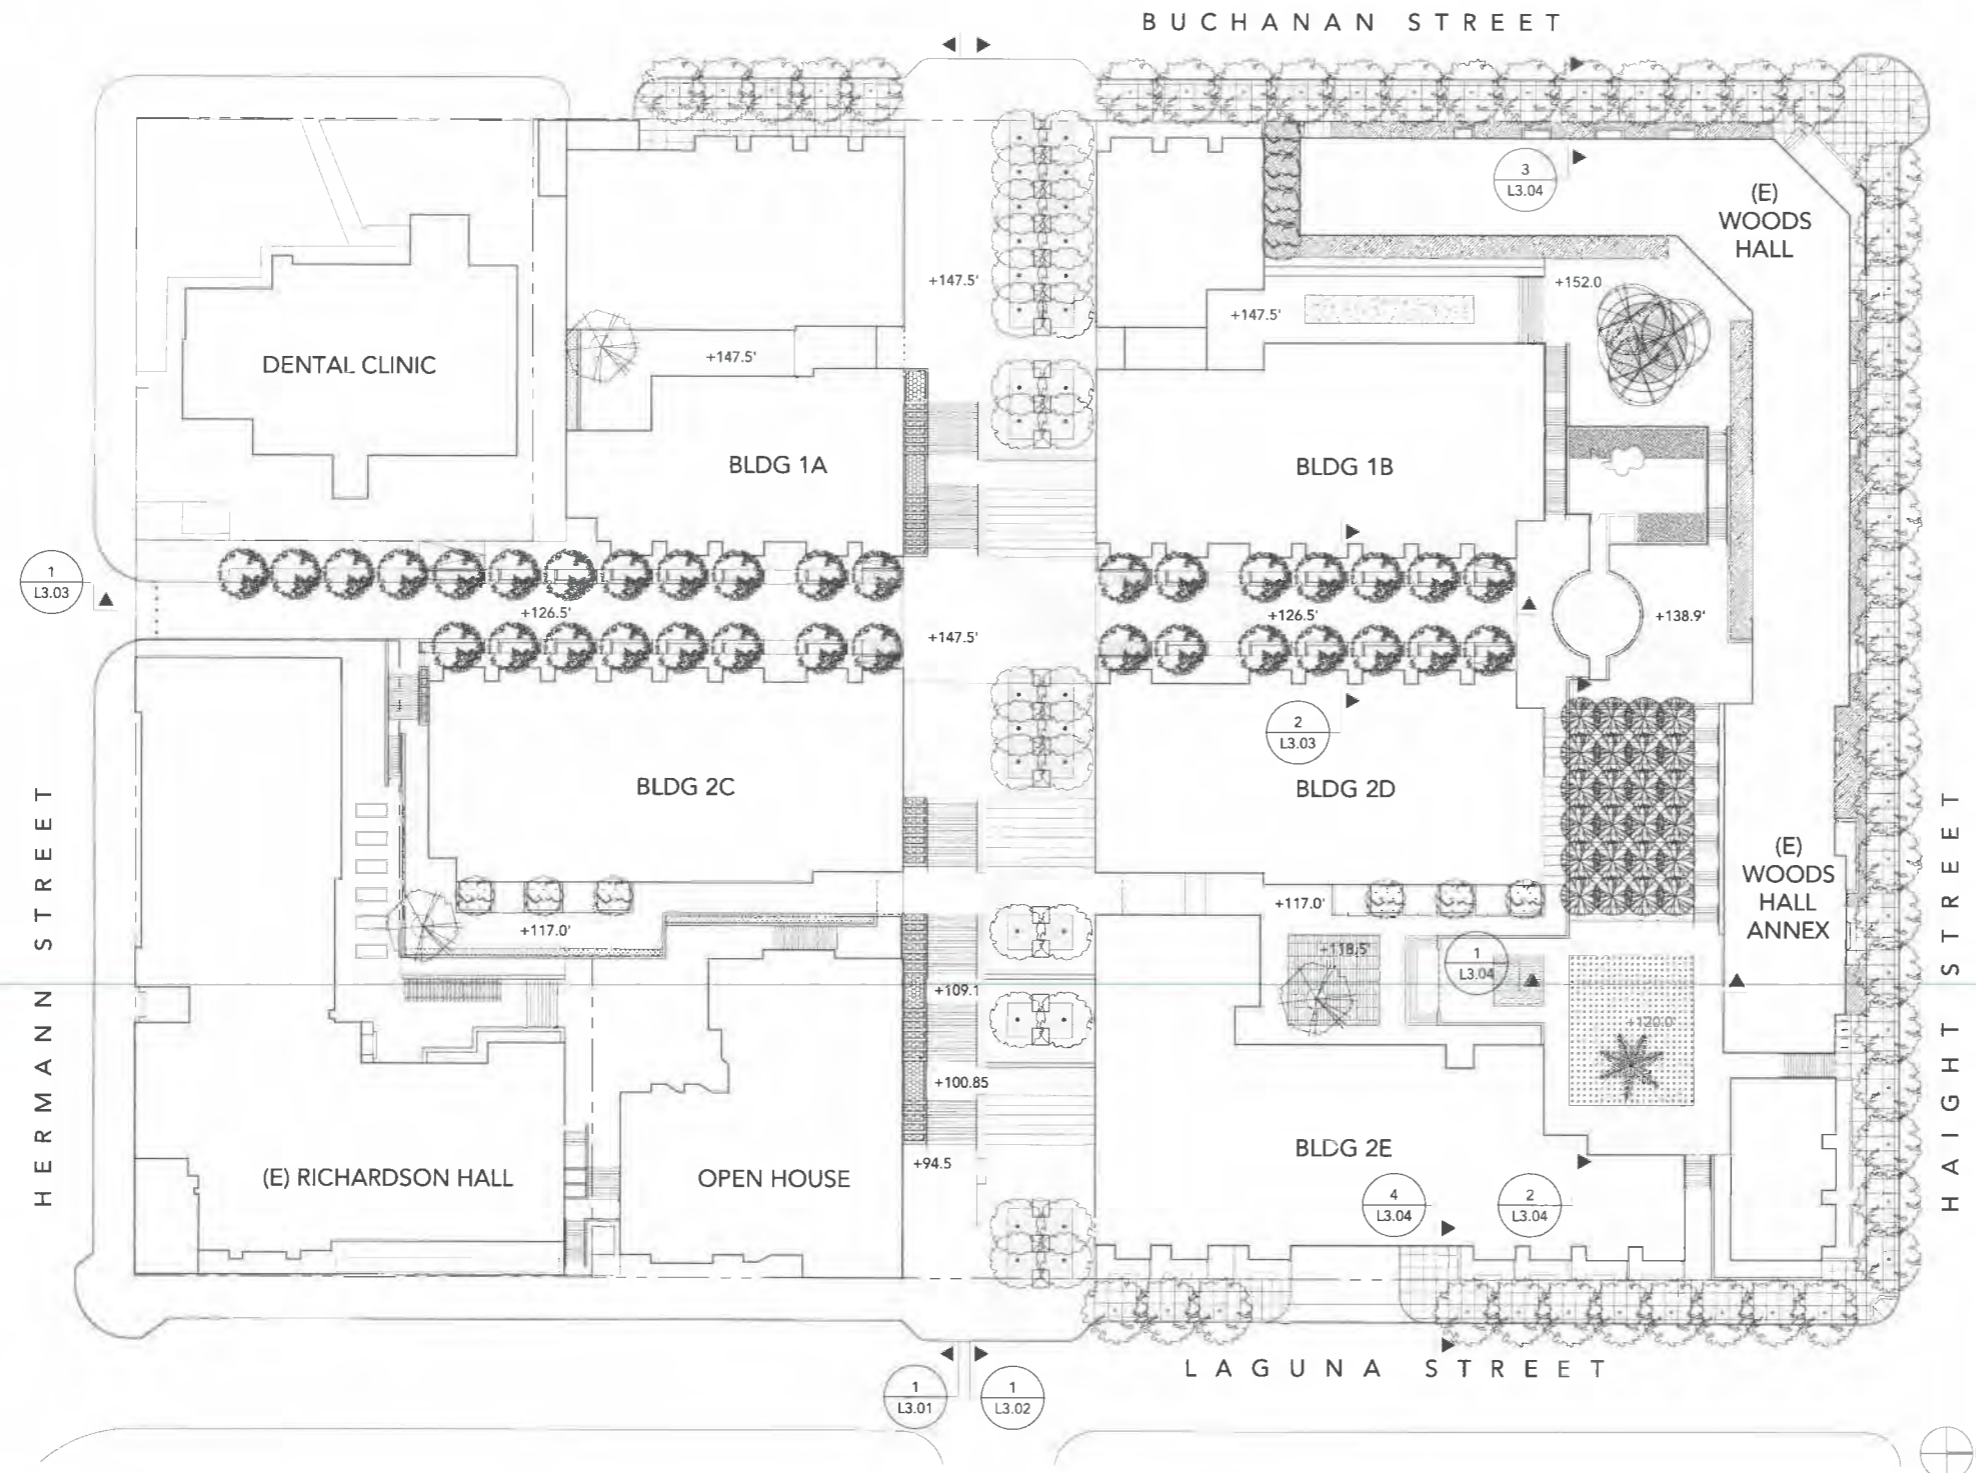 BUCHANAN STREET
3
L3.04
(E)
WOODS
HALL
+147.5'
+152.0
+147.5'
+147.5'
DENTAL CLINIC
BLDG 1A
BLDG 1B
1
L3.03
+126.5'
+147.5'
+126.5'
+138.9'
2
L3.03
BLDG 2C
BLDG 2D
HERMANN STREET
HAIGHT STREET
(E)
WOODS
HALL
ANNEX
+117.0'
+117.0'
+118.5'
1
L3.04
+109.1
+120.0'
+100.85
+94.5
BLDG 2E
(E) RICHARDSON HALL
OPEN HOUSE
4
L3.04
2
L3.04
LAGUNA STREET
1
L3.01
1
L3.02